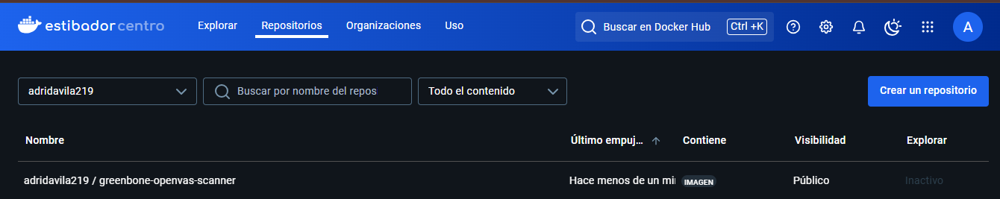 estibador centro Explorar Repositorios Organizaciones Uso Buscar en Docker Hub Ctrl +K A
adridavila219 Buscar por nombre del repos Todo el contenido Crear un repositorio
Nombre Último empuj... Contiene Visibilidad Explorar
adridavila219 / greenbone-openvas-scanner Hace menos de un mi IMAGEN Público Inactivo